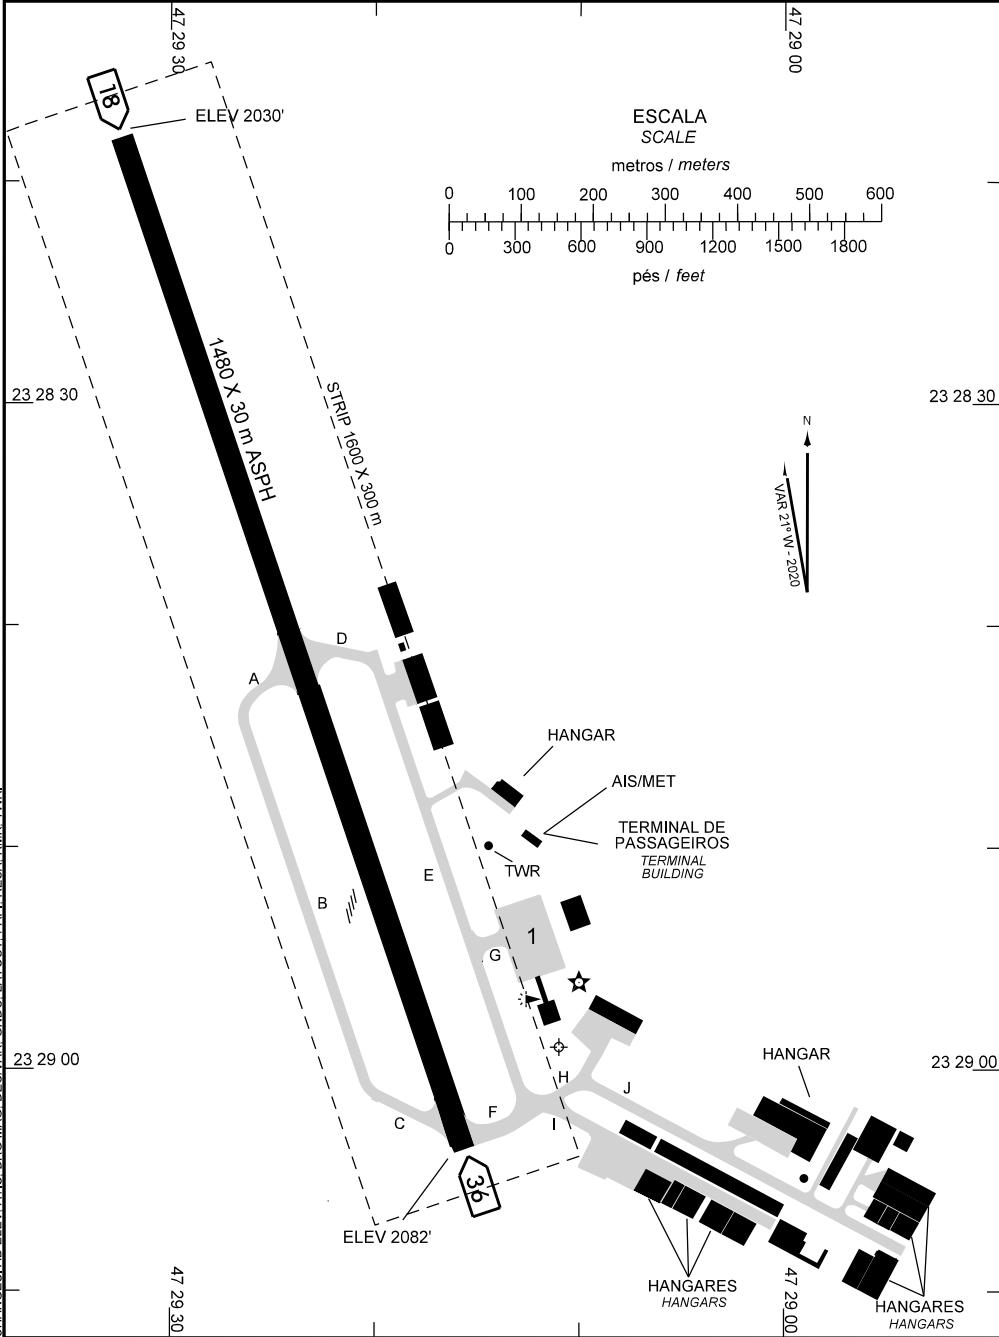 47 29 30
47 29 00
18
ELEV 2030'
ESCALA
SCALE
metros / meters
0 100 200 300 400 500 600
0 300 600 900 1200 1500 1800
pés / feet
1480 X 30 m ASPH
STRIP 1600 X 300 m
23 28 30
23 28 30
N
VAR 21º W - 2020
D
A
HANGAR
AIS/MET
TERMINAL DE
PASSAGEIROS
TERMINAL
BUILDING
TWR
E
B
1
G
23 29 00
23 29 00
HANGAR
H
J
F
C
I
36
ELEV 2082'
HANGARES
HANGARS
HANGARES
HANGARS
47 29 30
47 29 00